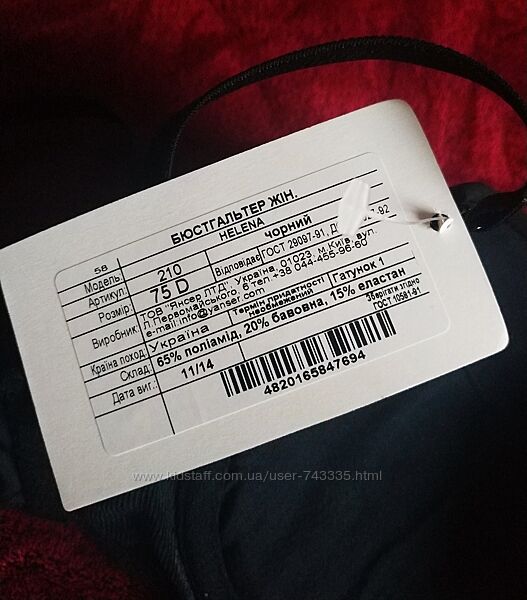 58
БЮСТГАЛЬТЕР ЖІН.
Модель: HELENA
Артикул: 210 чорний
Розмір: 75 D Відповідає ГОСТ 29097-91,
Виробник: ТОВ "Янсер ЛТД", Україна, 01023, м.Київ, вул.
Л.Первомайського, 6 тел.+38 044-455-96-60
e-mail:info@yanser.com
Країна поход. Україна Термін придатності необмежений Гатунок 1
Склад: 65% поліамід, 20% бавовна, 15% еластан
Дата виг.: 11/14 Зберігати згідно
ГОСТ 10581-91
4820165847694
www.kidstaff.com.ua/user-743335.html